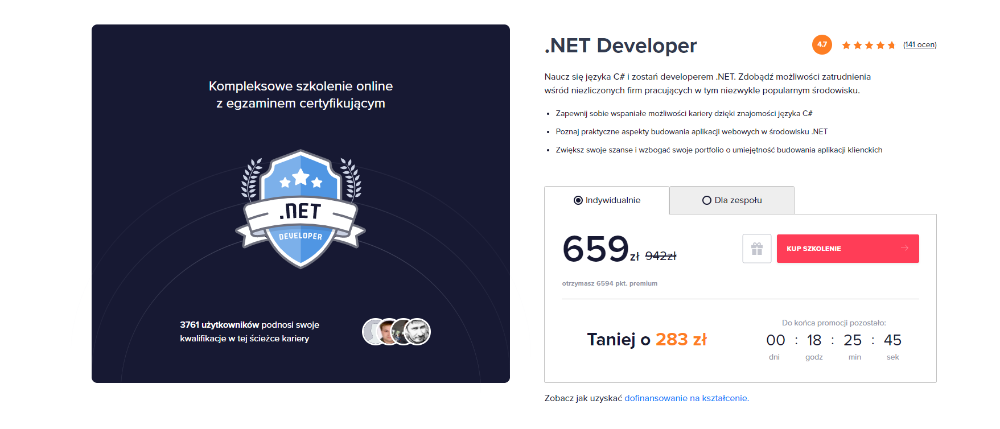 Kompleksowe szkolenie online
z egzaminem certyfikującym
.NET
DEVELOPER
3761 użytkowników podnosi swoje
kwalifikacje w tej ścieżce kariery
.NET Developer
4.7
(141 ocen)
Naucz się języka C# i zostań developerem .NET. Zdobądź możliwości zatrudnienia
wśród niezliczonych firm pracujących w tym niezwykle popularnym środowisku.
Zapewnij sobie wspaniałe możliwości kariery dzięki znajomości języka C#
Poznaj praktyczne aspekty budowania aplikacji webowych w środowisku .NET
Zwiększ swoje szanse i wzbogać swoje portfolio o umiejętność budowania aplikacji klienckich
Indywidualnie
Dla zespołu
659 zł 942zł
KUP SZKOLENIE
otrzymasz 6594 pkt. premium
Taniej o 283 zł
Do końca promocji pozostało:
00 : 18 : 25 : 45
dni godz min sek
Zobacz jak uzyskać dofinansowanie na kształcenie.